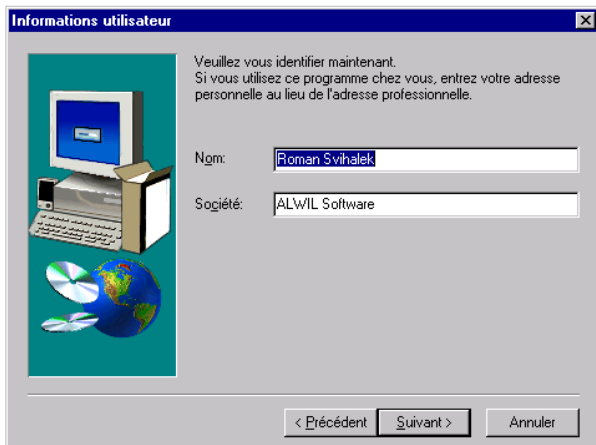 Informations utilisateur
Veuillez vous identifier maintenant.
Si vous utilisez ce programme chez vous, entrez votre adresse
personnelle au lieu de l'adresse professionnelle.
Nom:
Roman Svihalek
Société:
ALWIL Software
< Précédent
Suivant >
Annuler